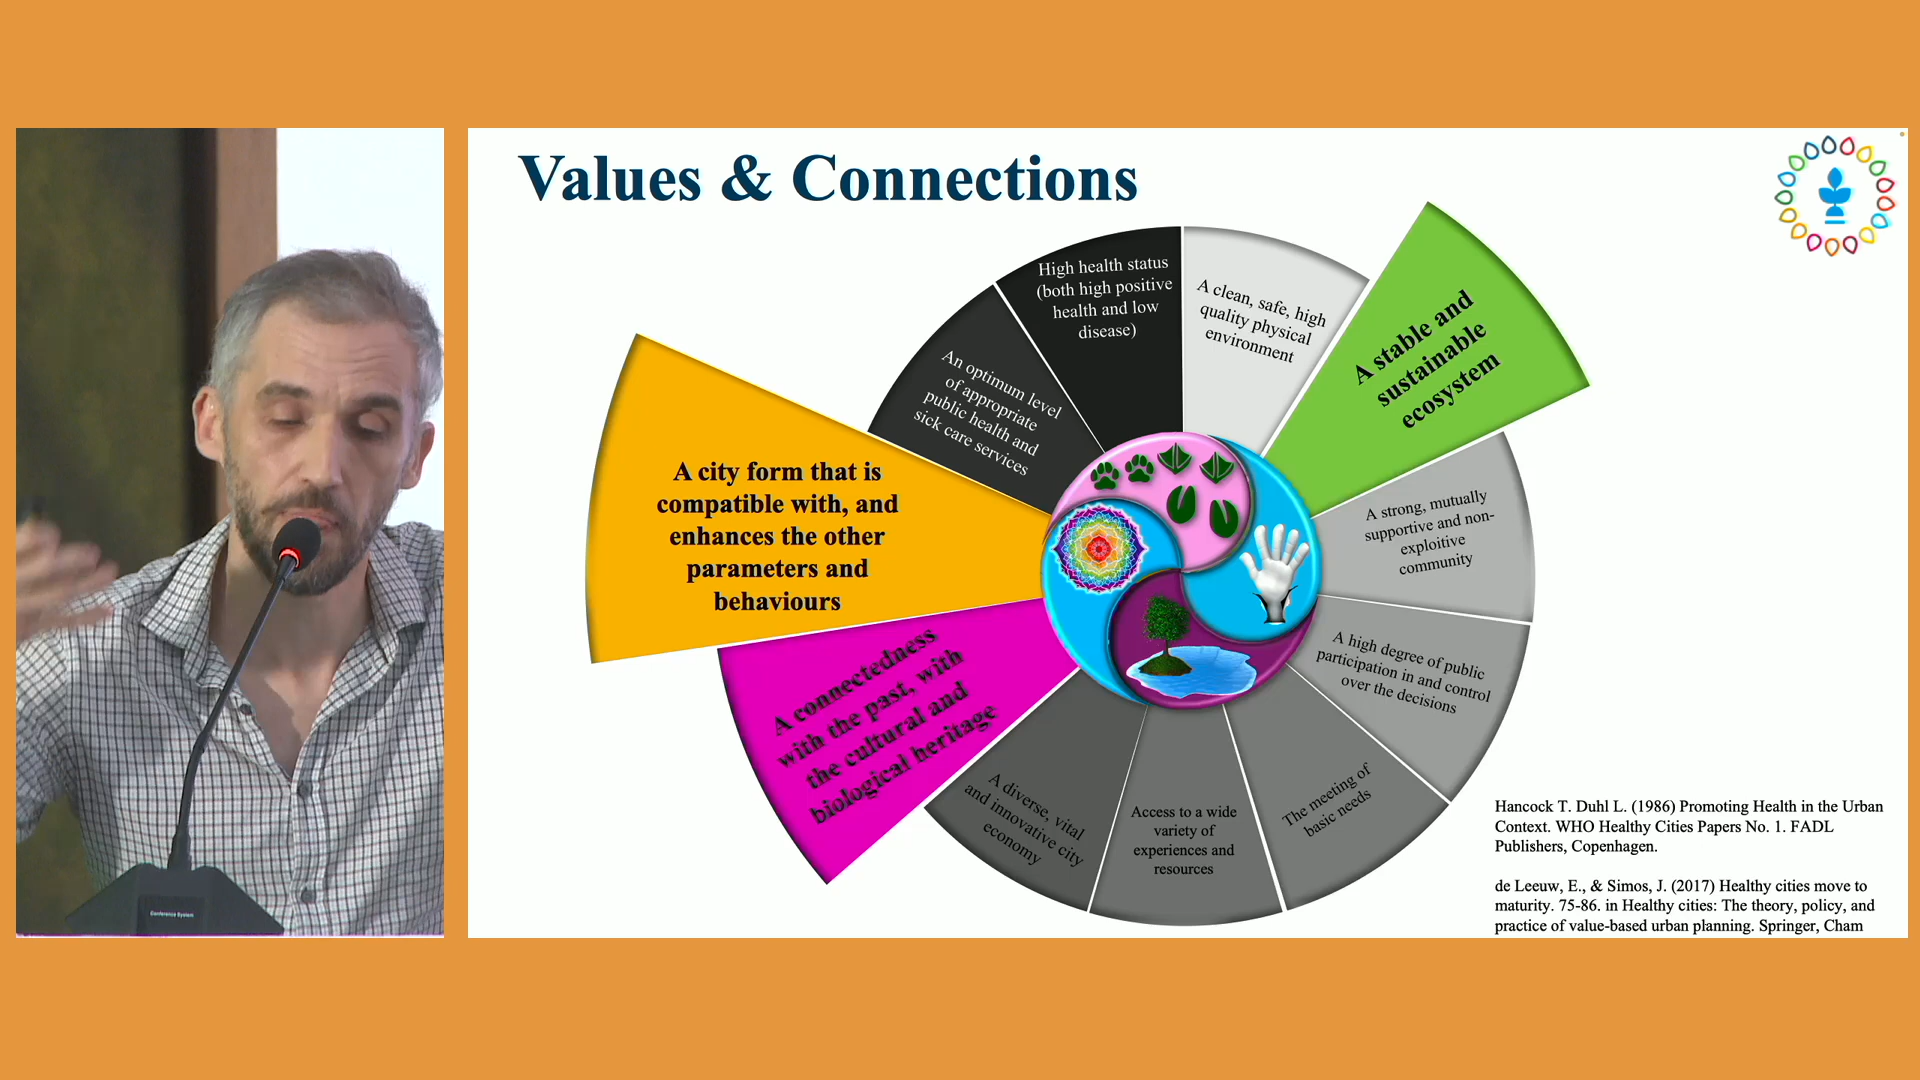 Values & Connections
High health status
(both high positive
health and low
disease)
A clean, safe, high
quality physical
environment
A stable and
sustainable
ecosystem
A strong, mutually
supportive and non-
exploitive
community
A high degree of public
participation in and control
over the decisions
The meeting of
basic needs
Access to a wide
variety of
experiences and
resources
A diverse, vital
and innovative city
economy
A connectedness
with the past, with
the cultural and
biological heritage
A city form that is
compatible with, and
enhances the other
parameters and
behaviours
An optimum level
of appropriate
public health and
sick care services
Hancock T. Duhl L. (1986) Promoting Health in the Urban
Context. WHO Healthy Cities Papers No. 1. FADL
Publishers, Copenhagen.
de Leeuw, E., & Simos, J. (2017) Healthy cities move to
maturity. 75-86. in Healthy cities: The theory, policy, and
practice of value-based urban planning. Springer, Cham
Conference System